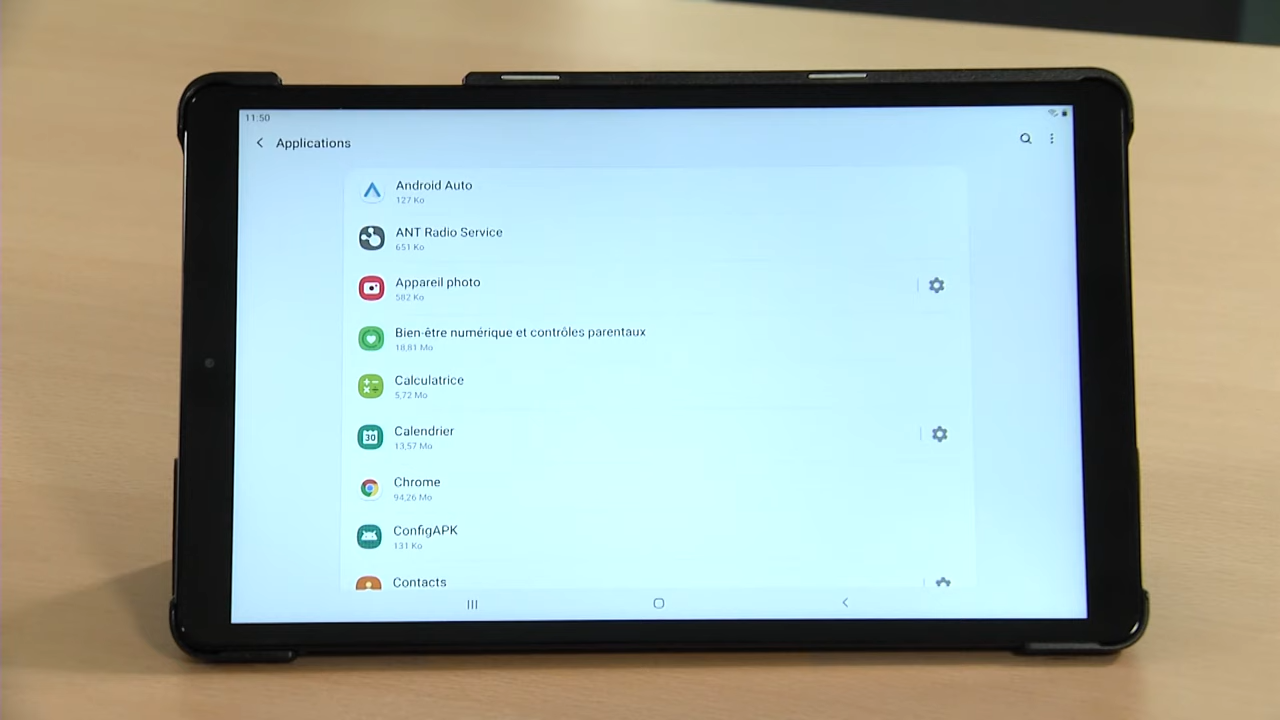 11:50
Applications
Android Auto
127 Ko
ANT Radio Service
651 Ko
Appareil photo
582 Ko
Bien-être numérique et contrôles parentaux
18,81 Mo
Calculatrice
5,72 Mo
Calendrier
30
13,57 Mo
Chrome
94,26 Mo
ConfigAPK
131 Ko
Contacts